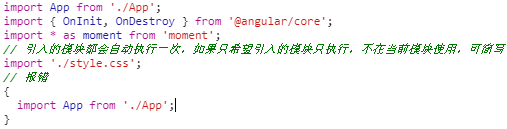 import App from './App';
import { OnInit, OnDestroy } from '@angular/core';
import * as moment from 'moment';
// 引入的模块都会自动执行一次，如果只希望引入的模块只执行，不在当前模块使用，可简写
import './style.css';
// 报错
{
  import App from './App';
}